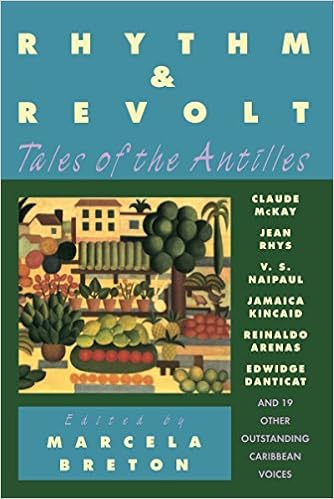 RHYTHM
&
REVOLT
Tales of the Antilles
CLAUDE
McKAY
JEAN
RHYS
V. S.
NAIPAUL
JAMAICA
KINCAID
REINALDO
ARENAS
EDWIDGE
DANTICAT
AND 19
OTHER
OUTSTANDING
CARIBBEAN
VOICES
Edited by
MARCELA
BRETON